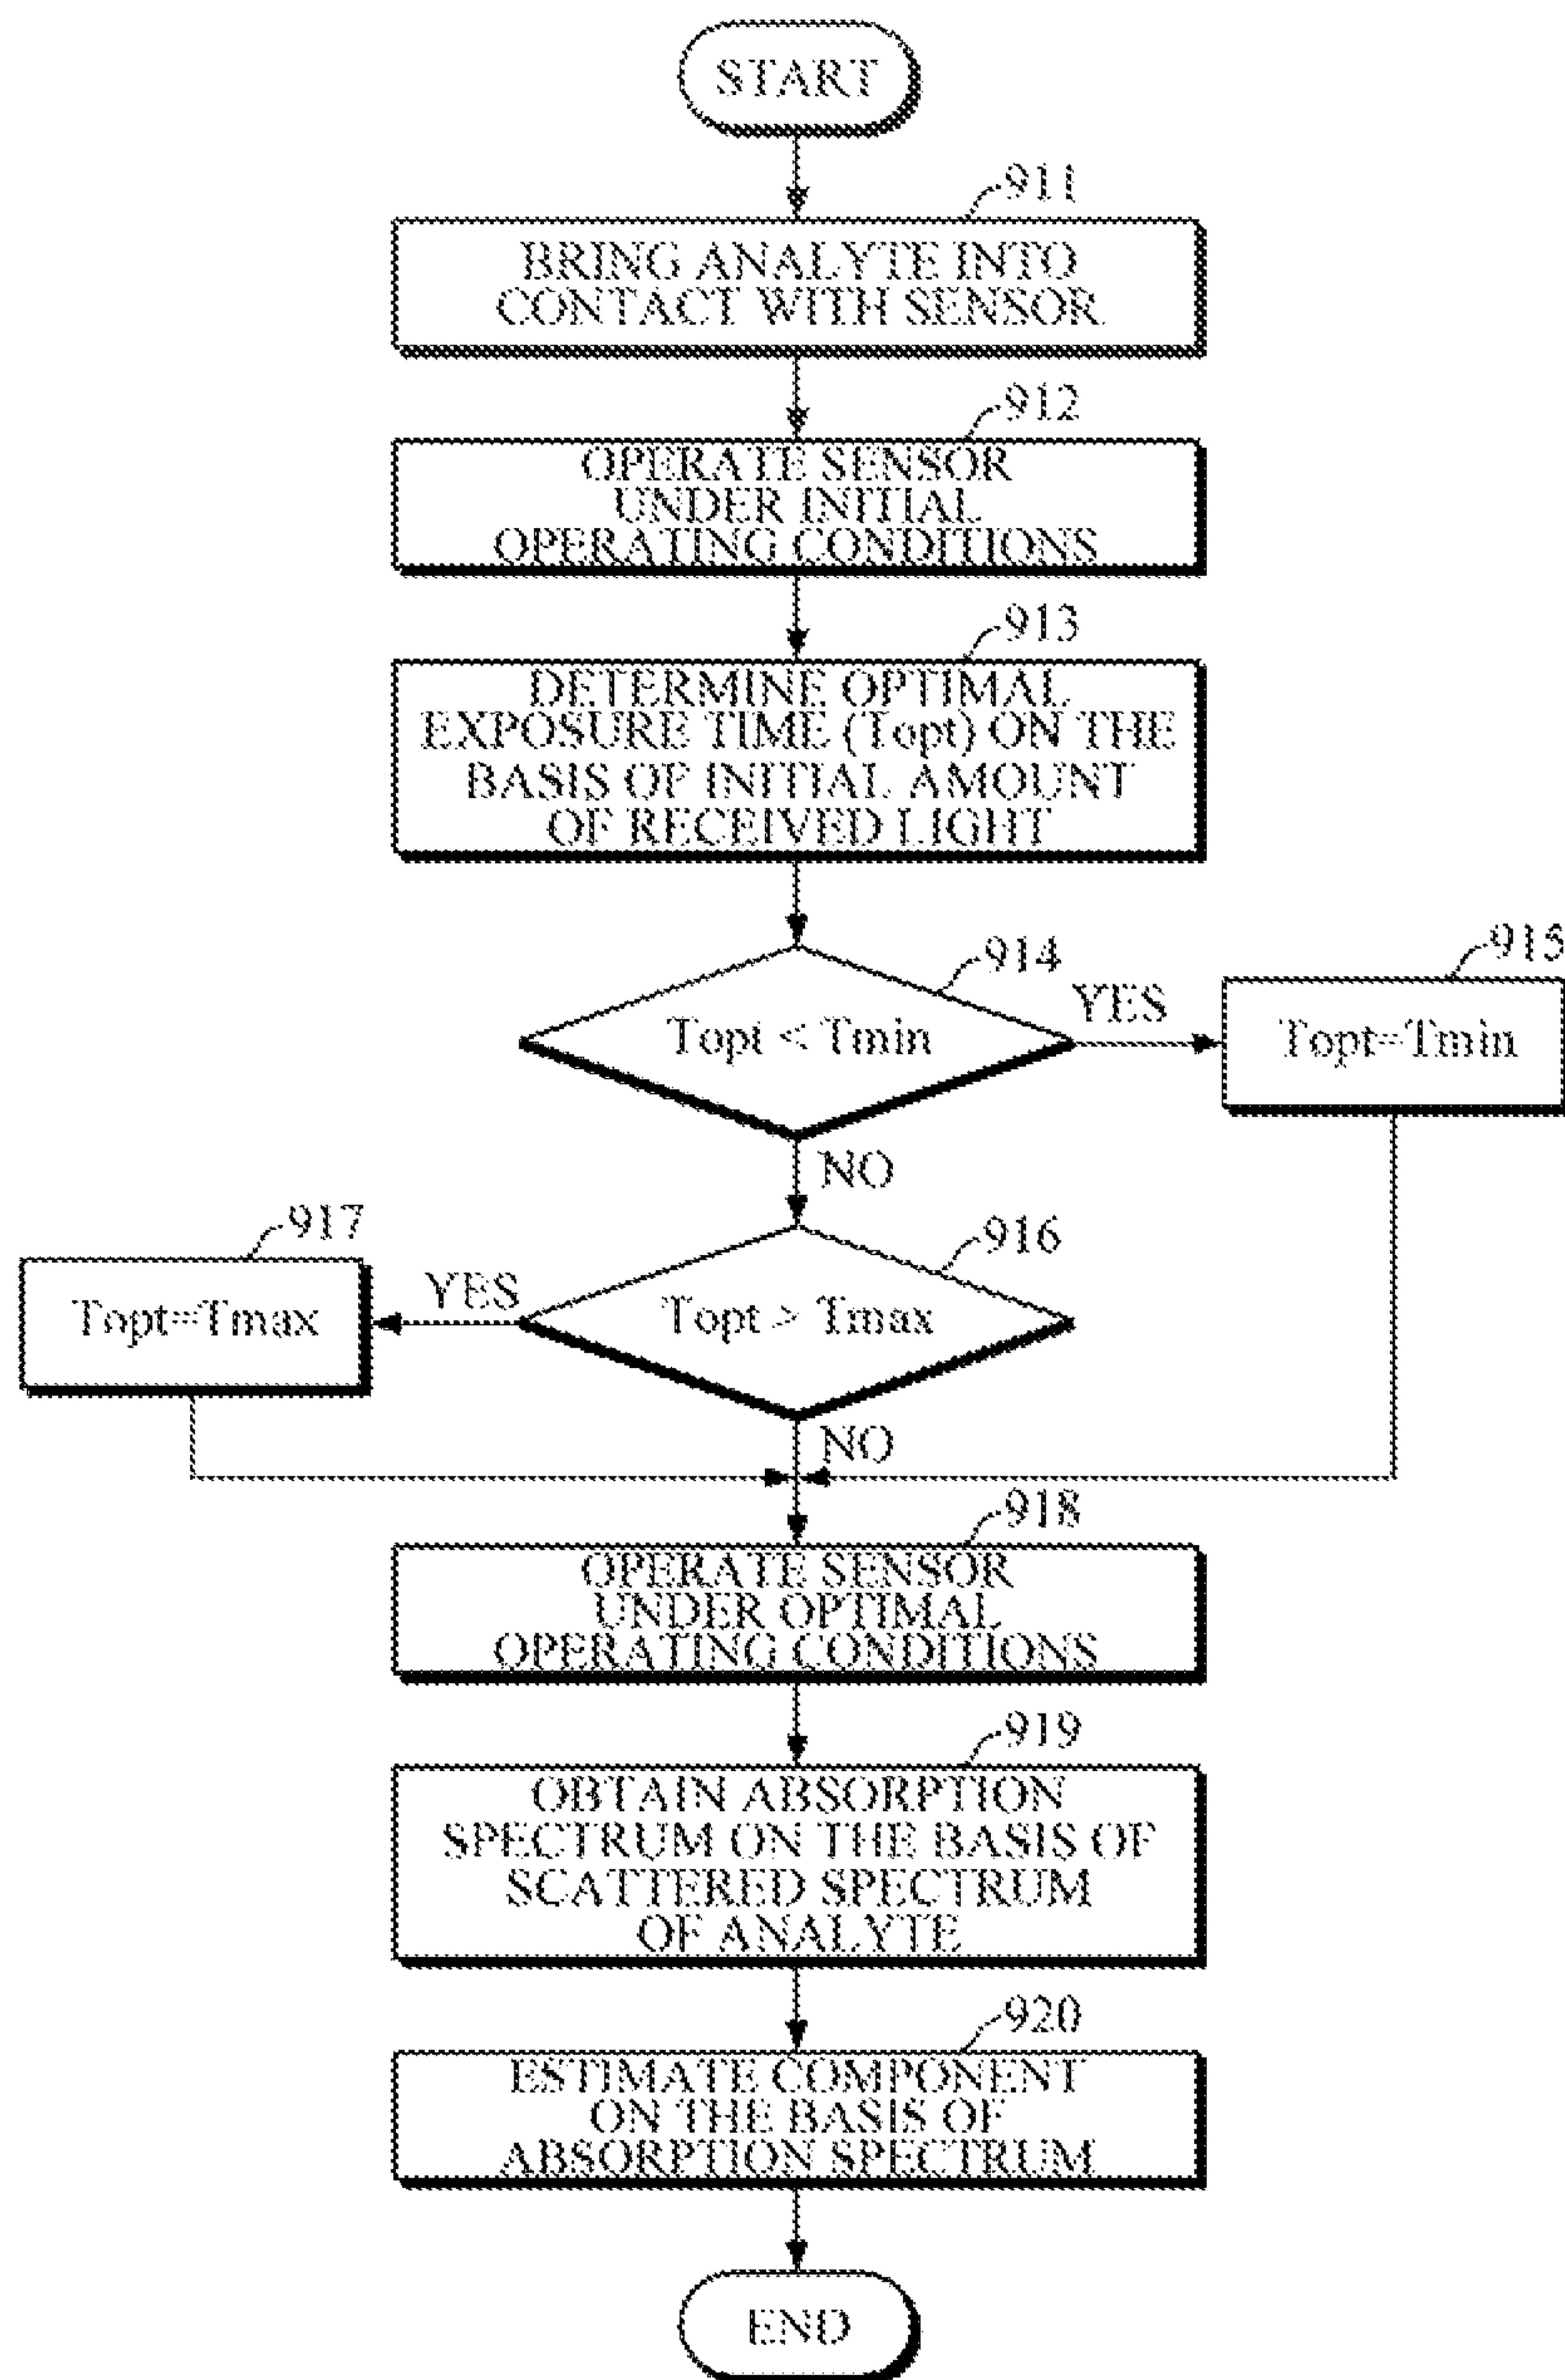 START
911
BRING ANALYTE INTO
CONTACT WITH SENSOR
912
OPERATE SENSOR
UNDER INITIAL
OPERATING CONDITIONS
913
DETERMINE OPTIMAL
EXPOSURE TIME (Topt) ON THE
BASIS OF INITIAL AMOUNT
OF RECEIVED LIGHT
914
Topt < Tmin
YES
915
Topt=Tmin
NO
916
Topt > Tmax
YES
917
Topt=Tmax
NO
918
OPERATE SENSOR
UNDER OPTIMAL
OPERATING CONDITIONS
919
OBTAIN ABSORPTION
SPECTRUM ON THE BASIS OF
SCATTERED SPECTRUM
OF ANALYTE
920
ESTIMATE COMPONENT
ON THE BASIS OF
ABSORPTION SPECTRUM
END